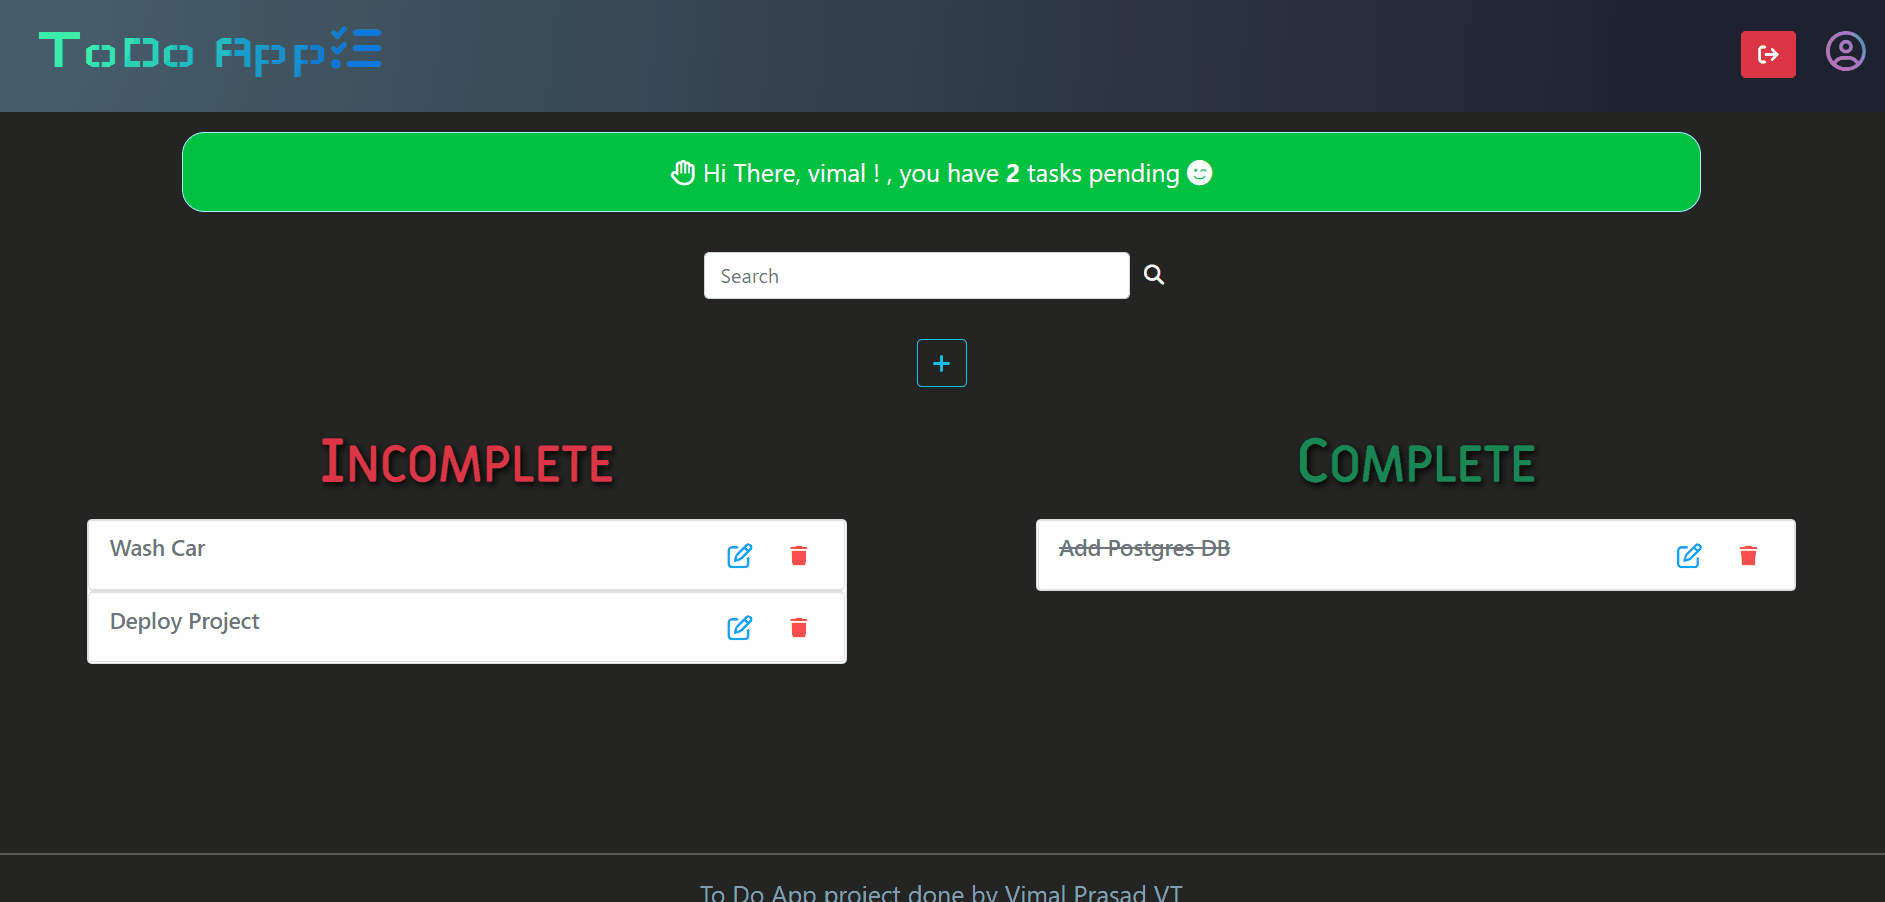 ToDo App
Hi There, vimal ! , you have 2 tasks pending
Search
Incomplete
Complete
Wash Car
Deploy Project
Add Postgres DB
To Do App project done by Vimal Prasad VT